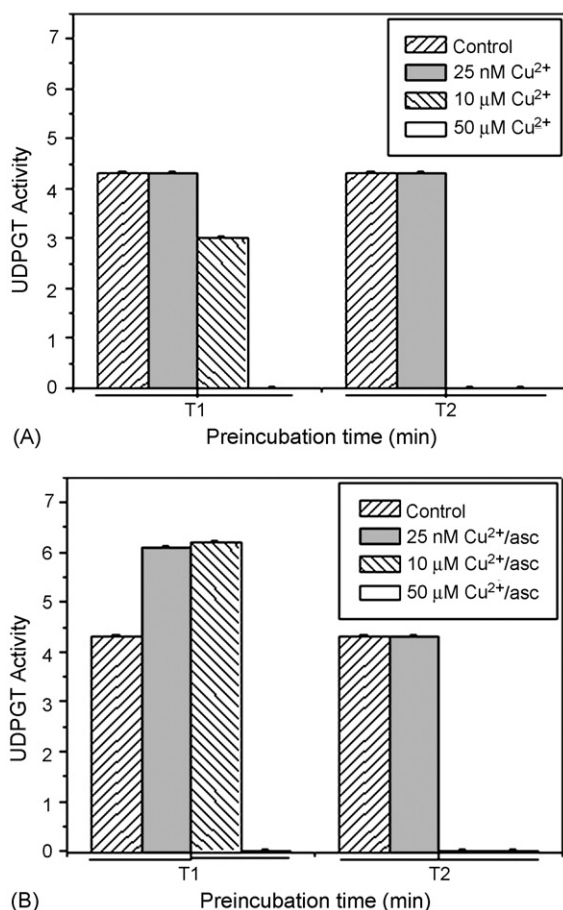 7
6
5
4
3
2
1
0
UDPGT Activity
Control
25 nM Cu²⁺
10 µM Cu²⁺
50 µM Cu²⁺
T1 T2
(A) Preincubation time (min)
7
6
5
4
3
2
1
0
UDPGT Activity
Control
25 nM Cu²⁺/asc
10 µM Cu²⁺/asc
50 µM Cu²⁺/asc
T1 T2
(B) Preincubation time (min)